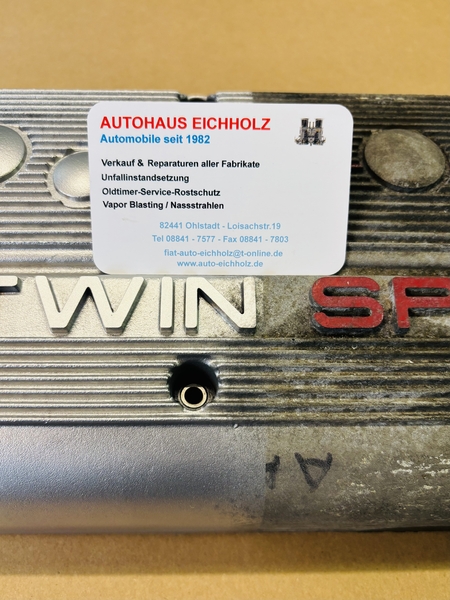 AUTOHAUS EICHHOLZ
Automobile seit 1982
Verkauf & Reparaturen aller Fabrikate
Unfallinstandsetzung
Oldtimer-Service-Rostschutz
Vapor Blasting / Nassstrahlen
82441 Ohlstadt - Loisachstr.19
Tel 08841 - 7577 - Fax 08841 - 7803
fiat-auto-eichholz@t-online.de
www.auto-eichholz.de
TWIN SP